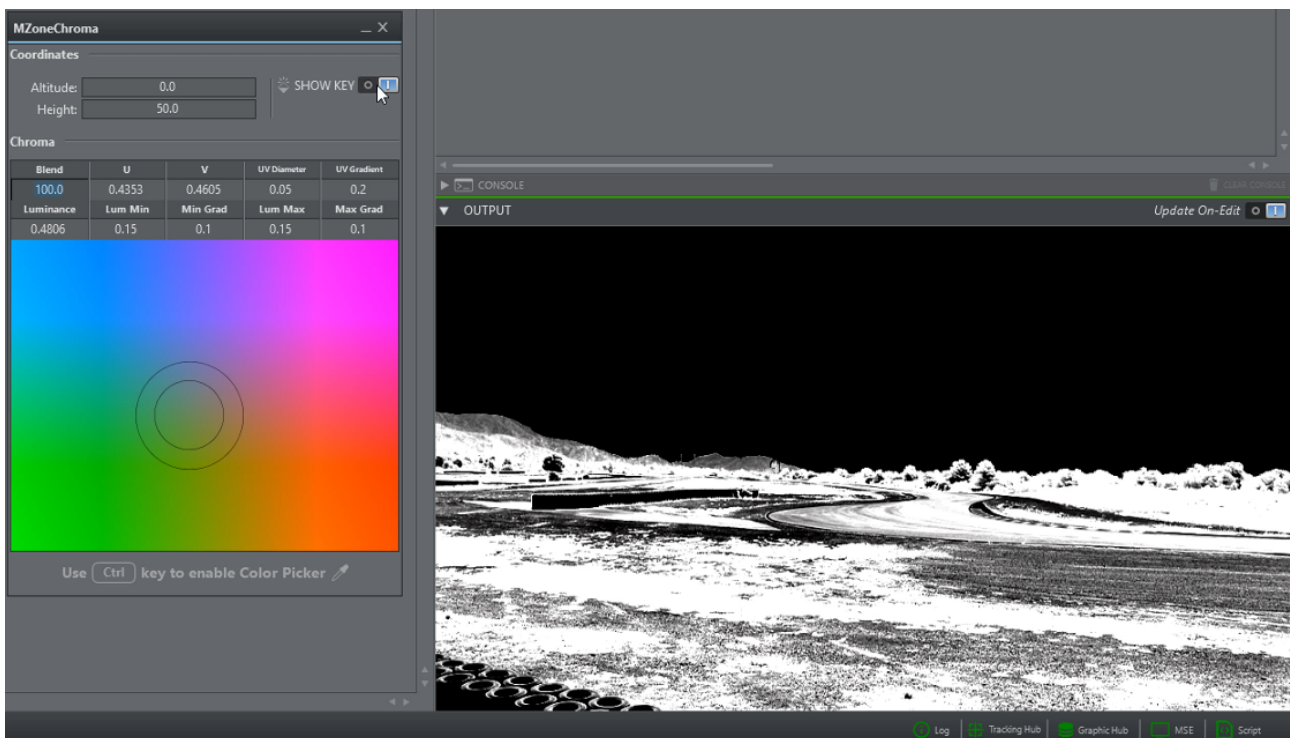 MZoneChroma
Coordinates
Altitude: 0.0
SHOW KEY
Height: 50.0
Chroma
Blend U V UV Diameter UV Gradient
100.0 0.4353 0.4605 0.05 0.2
Luminance Lum Min Min Grad Lum Max Max Grad
0.4806 0.15 0.1 0.15 0.1
Use Ctrl key to enable Color Picker
CONSOLE CLEAR CONSOLE
OUTPUT Update On-Edit
Log Tracking Hub Graphic Hub MSE Script